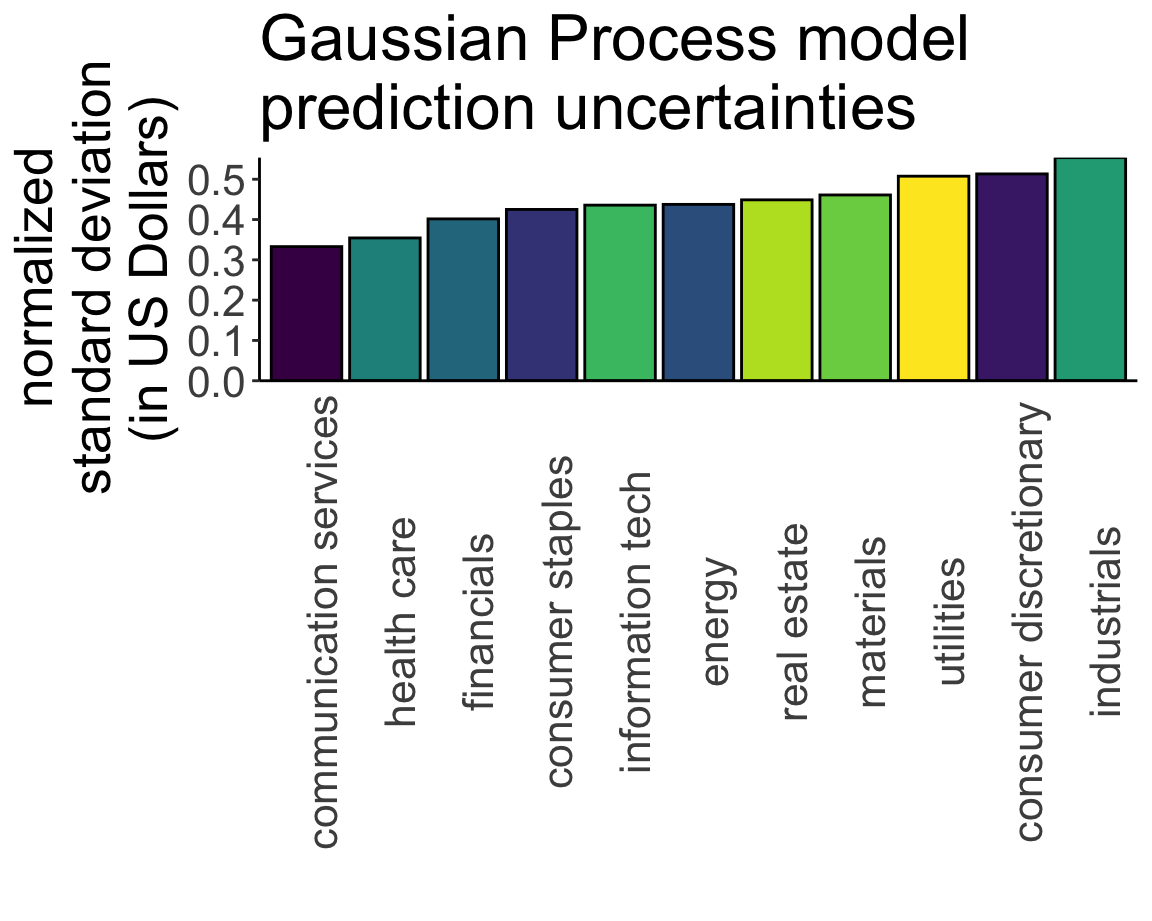 Gaussian Process model
prediction uncertainties
normalized
standard deviation
(in US Dollars)
0.5
0.4
0.3
0.2
0.1
0.0
communication services
health care
financials
consumer staples
information tech
energy
real estate
materials
utilities
consumer discretionary
industrials